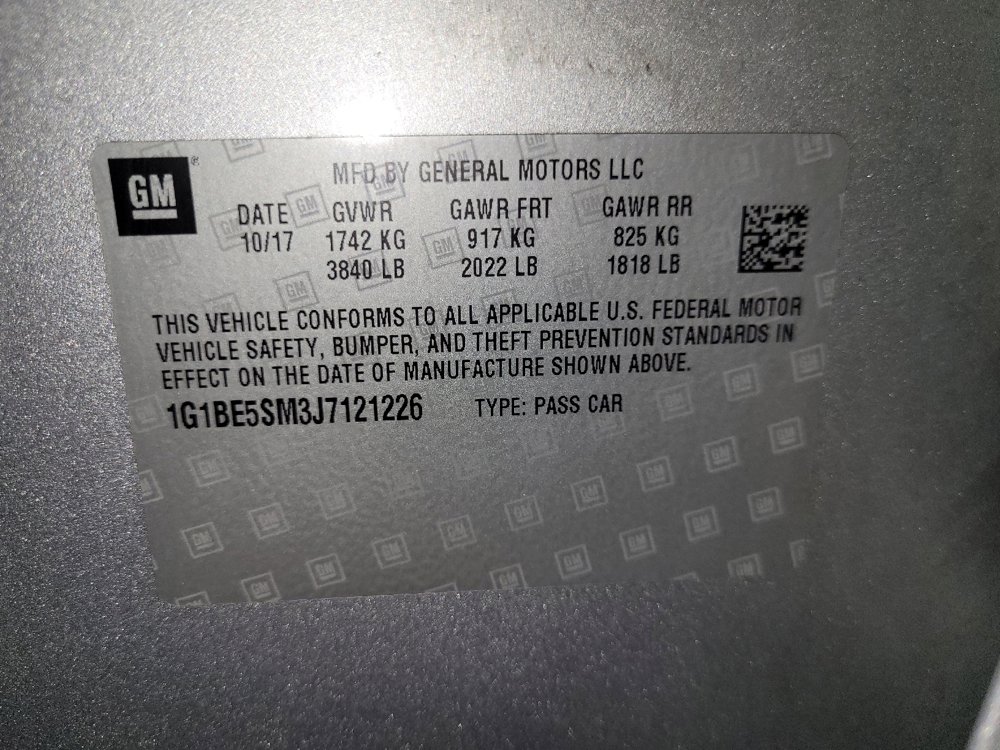 GM
MFD BY GENERAL MOTORS LLC
DATE GVWR GAWR FRT GAWR RR
10/17 1742 KG 917 KG 825 KG
3840 LB 2022 LB 1818 LB
THIS VEHICLE CONFORMS TO ALL APPLICABLE U.S. FEDERAL MOTOR
VEHICLE SAFETY, BUMPER, AND THEFT PREVENTION STANDARDS IN
EFFECT ON THE DATE OF MANUFACTURE SHOWN ABOVE.
1G1BE5SM3J7121226 TYPE: PASS CAR